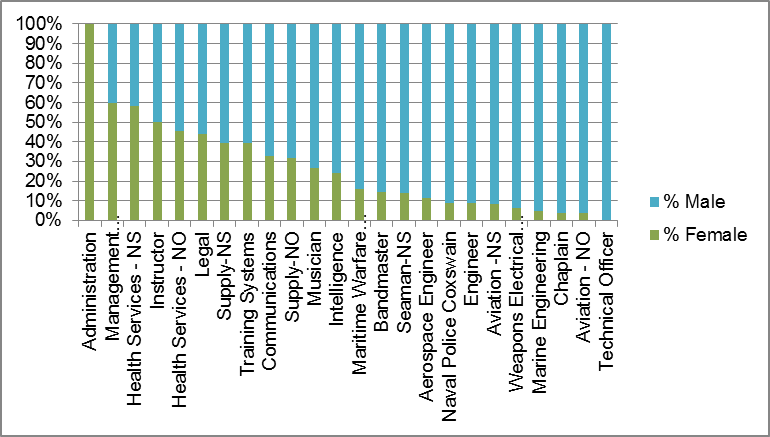 100%
90%
80%
70%
60%
50%
40%
30%
20%
10%
0%
Administration
Management…
Health Services - NS
Instructor
Health Services - NO
Legal
Supply-NS
Training Systems
Communications
Supply-NO
Musician
Intelligence
Maritime Warfare…
Bandmaster
Seaman-NS
Aerospace Engineer
Naval Police Coxswain
Engineer
Aviation -NS
Weapons Electrical…
Marine Engineering
Chaplain
Aviation - NO
Technical Officer
% Male
% Female